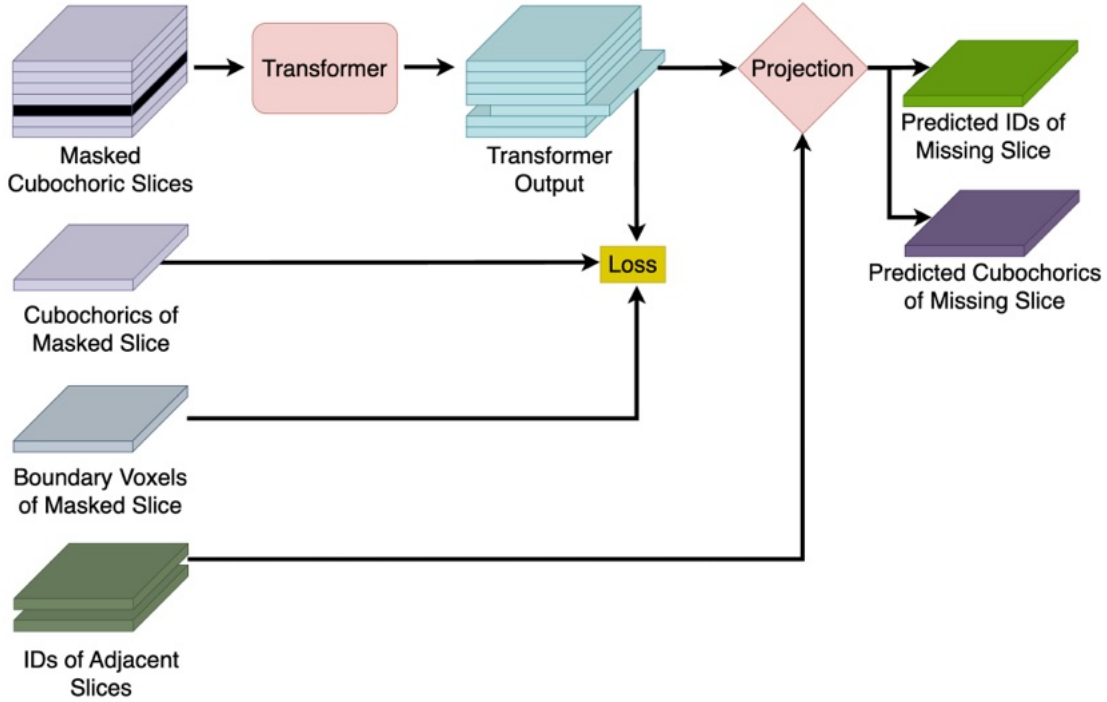 Transformer
Projection
Masked
Cubochoric Slices
Transformer
Output
Predicted IDs of
Missing Slice
Loss
Cubochorics of
Masked Slice
Predicted Cubochorics
of Missing Slice
Boundary Voxels
of Masked Slice
IDs of Adjacent
Slices